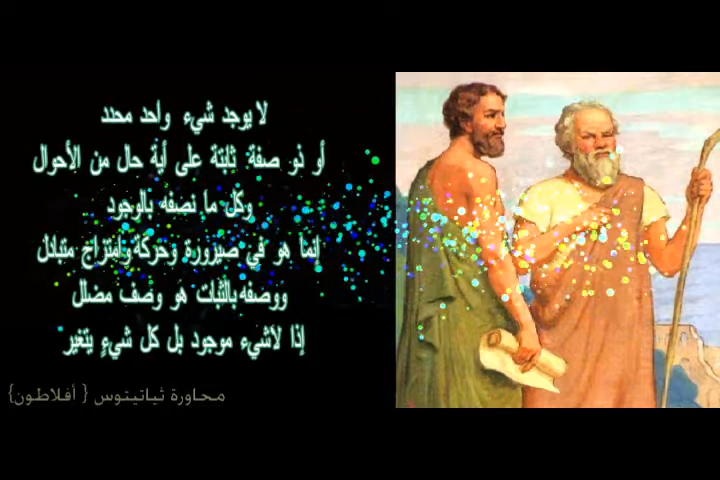 لا يوجد شيء واحد محدد
أو ذو صفة ثابتة على أية حال من الأحوال
وكل ما نصفه بالوجود
إنما هو في صيرورة وحركة وامتزاج متبادل
ووصفه بالثبات هو وصف مضلل
إذا لاشيء موجود بل كل شيءٍ يتغير
محاورة ثياتيتوس { أفلاطون}